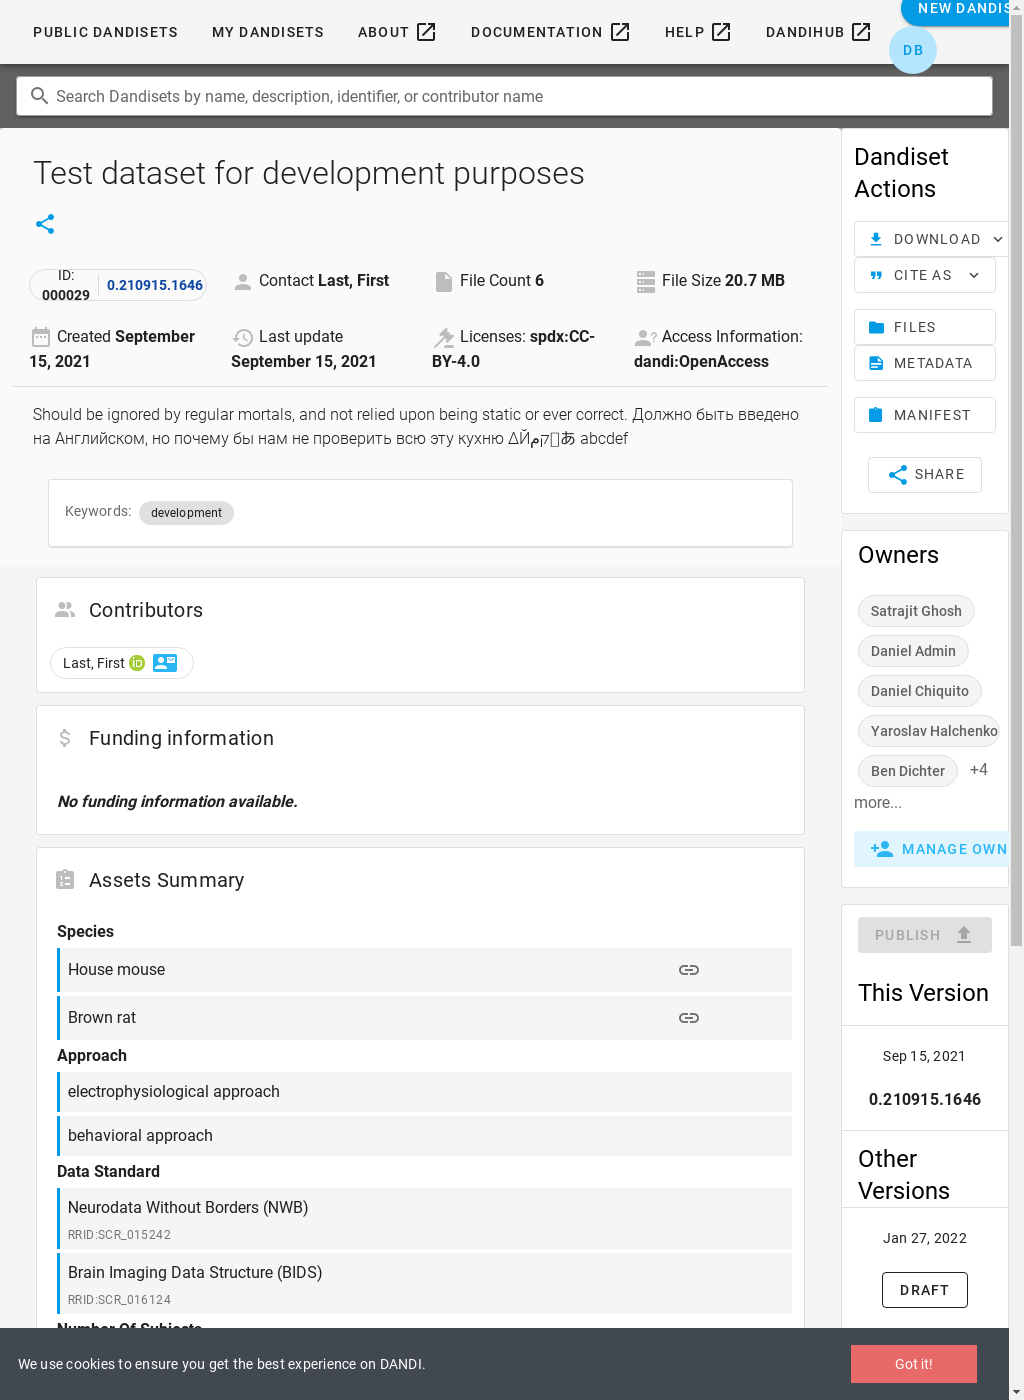 PUBLIC DANDISETS
MY DANDISETS
ABOUT
DOCUMENTATION
HELP
DANDIHUB
NEW DANDIS
DB
Search Dandisets by name, description, identifier, or contributor name
Test dataset for development purposes
ID: 000029
0.210915.1646
Contact Last, First
File Count 6
File Size 20.7 MB
Created September 15, 2021
Last update September 15, 2021
Licenses: spdx:CC-BY-4.0
Access Information: dandi:OpenAccess
Should be ignored by regular mortals, and not relied upon being static or ever correct. Должно быть введено
на Английском, но почему бы нам не проверить всю эту кухню ΔЙקم あ abcdef
Keywords: development
Contributors
Last, First
Funding information
No funding information available.
Assets Summary
Species
House mouse
Brown rat
Approach
electrophysiological approach
behavioral approach
Data Standard
Neurodata Without Borders (NWB)
RRID:SCR_015242
Brain Imaging Data Structure (BIDS)
RRID:SCR_016124
Number Of Subjects
Dandiset
Actions
DOWNLOAD
CITE AS
FILES
METADATA
MANIFEST
SHARE
Owners
Satrajit Ghosh
Daniel Admin
Daniel Chiquito
Yaroslav Halchenko
Ben Dichter
+4
more...
MANAGE OWN
PUBLISH
This Version
Sep 15, 2021
0.210915.1646
Other
Versions
Jan 27, 2022
DRAFT
We use cookies to ensure you get the best experience on DANDI.
Got it!